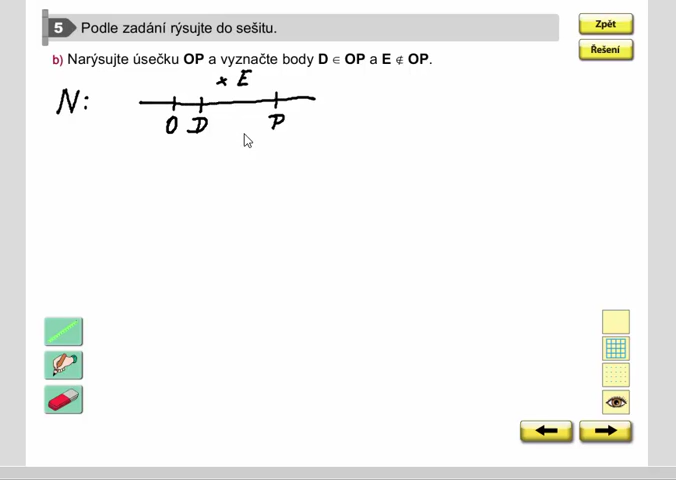 5 Podle zadání rýsujte do sešitu.
Zpět
Řešení
b) Narýsujte úsečku OP a vyznačte body D ∈ OP a E ∉ OP.
× E
N:
O D P